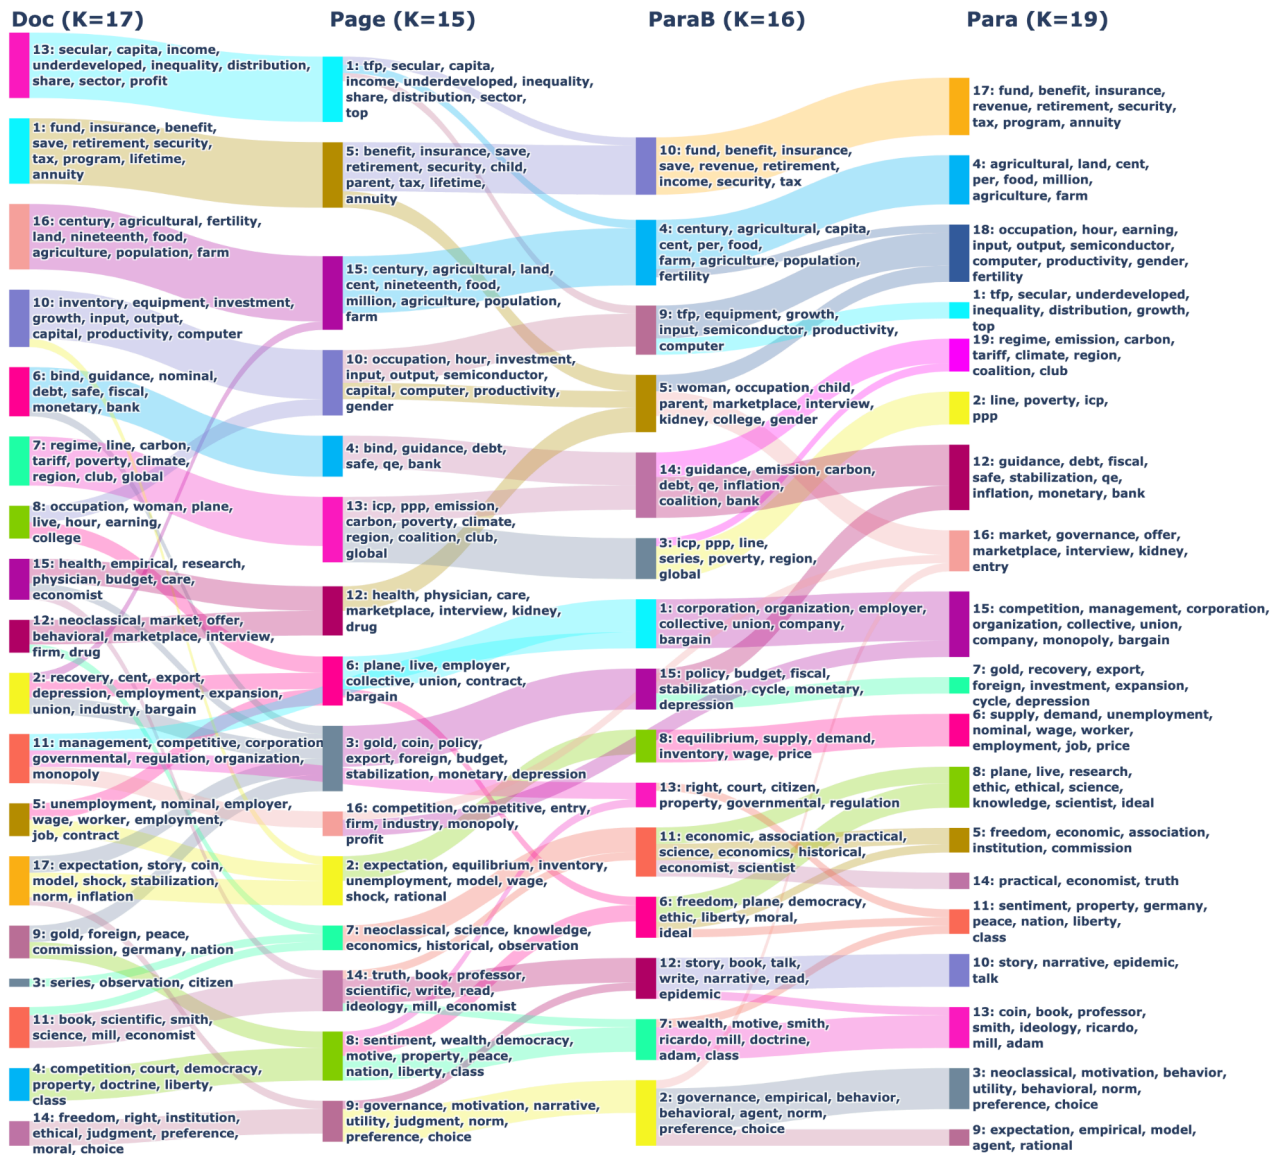 Doc (K=17)
13: secular, capita, income,
underdeveloped, inequality, distribution,
share, sector, profit
1: fund, insurance, benefit,
save, retirement, security,
tax, program, lifetime,
annuity
16: century, agricultural, fertility,
land, nineteenth, food,
agriculture, population, farm
10: inventory, equipment, investment,
growth, input, output,
capital, productivity, computer
6: bind, guidance, nominal,
debt, safe, fiscal,
monetary, bank
7: regime, line, carbon,
tariff, poverty, climate,
region, club, global
8: occupation, woman, plane,
live, hour, earning,
college
15: health, empirical, research,
physician, budget, care,
economist
12: neoclassical, market, offer,
behavioral, marketplace, interview,
firm, drug
2: recovery, cent, export,
depression, employment, expansion,
union, industry, bargain
11: management, competitive, corporation
governmental, regulation, organization,
monopoly
5: unemployment, nominal, employer,
wage, worker, employment,
job, contract
17: expectation, story, coin,
model, shock, stabilization,
norm, inflation
9: gold, foreign, peace,
commission, germany, nation
3: series, observation, citizen
11: book, scientific, smith,
science, mill, economist
4: competition, court, democracy,
property, doctrine, liberty,
class
14: freedom, right, institution,
ethical, judgment, preference,
moral, choice
Page (K=15)
1: tfp, secular, capita,
income, underdeveloped, inequality,
share, distribution, sector,
top
5: benefit, insurance, save,
retirement, security, child,
parent, tax, lifetime,
annuity
15: century, agricultural, land,
cent, nineteenth, food,
million, agriculture, population,
farm
10: occupation, hour, investment,
input, output, semiconductor,
capital, computer, productivity,
gender
4: bind, guidance, debt,
safe, qe, bank
13: icp, ppp, emission,
carbon, poverty, climate,
region, coalition, club,
global
12: health, physician, care,
marketplace, interview, kidney,
drug
6: plane, live, employer,
collective, union, contract,
bargain
3: gold, coin, policy,
export, foreign, budget,
stabilization, monetary, depression
16: competition, competitive, entry,
firm, industry, monopoly,
profit
2: expectation, equilibrium, inventory,
unemployment, model, wage,
shock, rational
7: neoclassical, science, knowledge,
economics, historical, observation
14: truth, book, professor,
scientific, write, read,
ideology, mill, economist
8: sentiment, wealth, democracy,
motive, property, peace,
nation, liberty, class
9: governance, motivation, narrative,
utility, judgment, norm,
preference, choice
ParaB (K=16)
10: fund, benefit, insurance,
save, revenue, retirement,
income, security, tax
4: century, agricultural, capita,
cent, per, food,
farm, agriculture, population,
fertility
9: tfp, equipment, growth,
input, semiconductor, productivity,
computer
5: woman, occupation, child,
parent, marketplace, interview,
kidney, college, gender
14: guidance, emission, carbon,
debt, qe, inflation,
coalition, bank
3: icp, ppp, line,
series, poverty, region,
global
1: corporation, organization, employer,
collective, union, company,
bargain
15: policy, budget, fiscal,
stabilization, cycle, monetary,
depression
8: equilibrium, supply, demand,
inventory, wage, price
13: right, court, citizen,
property, governmental, regulation
11: economic, association, practical,
science, economics, historical,
economist, scientist
6: freedom, plane, democracy,
ethic, liberty, moral,
ideal
12: story, book, talk,
write, narrative, read,
epidemic
7: wealth, motive, smith,
ricardo, mill, doctrine,
adam, class
2: governance, empirical, behavior,
behavioral, agent, norm,
preference, choice
Para (K=19)
17: fund, benefit, insurance,
revenue, retirement, security,
tax, program, annuity
4: agricultural, land, cent,
per, food, million,
agriculture, farm
18: occupation, hour, earning,
input, output, semiconductor,
computer, productivity, gender,
fertility
1: tfp, secular, underdeveloped,
inequality, distribution, growth,
top
19: regime, emission, carbon,
tariff, climate, region,
coalition, club
2: line, poverty, icp,
ppp
12: guidance, debt, fiscal,
safe, stabilization, qe,
inflation, monetary, bank
16: market, governance, offer,
marketplace, interview, kidney,
entry
15: competition, management, corporation,
organization, collective, union,
company, monopoly, bargain
7: gold, recovery, export,
foreign, investment, expansion,
cycle, depression
6: supply, demand, unemployment,
nominal, wage, worker,
employment, job, price
8: plane, live, research,
ethic, ethical, science,
knowledge, scientist, ideal
5: freedom, economic, association,
institution, commission
14: practical, economist, truth
11: sentiment, property, germany,
peace, nation, liberty,
class
10: story, narrative, epidemic,
talk
13: coin, book, professor,
smith, ideology, ricardo,
mill, adam
3: neoclassical, motivation, behavior,
utility, behavioral, norm,
preference, choice
9: expectation, empirical, model,
agent, rational